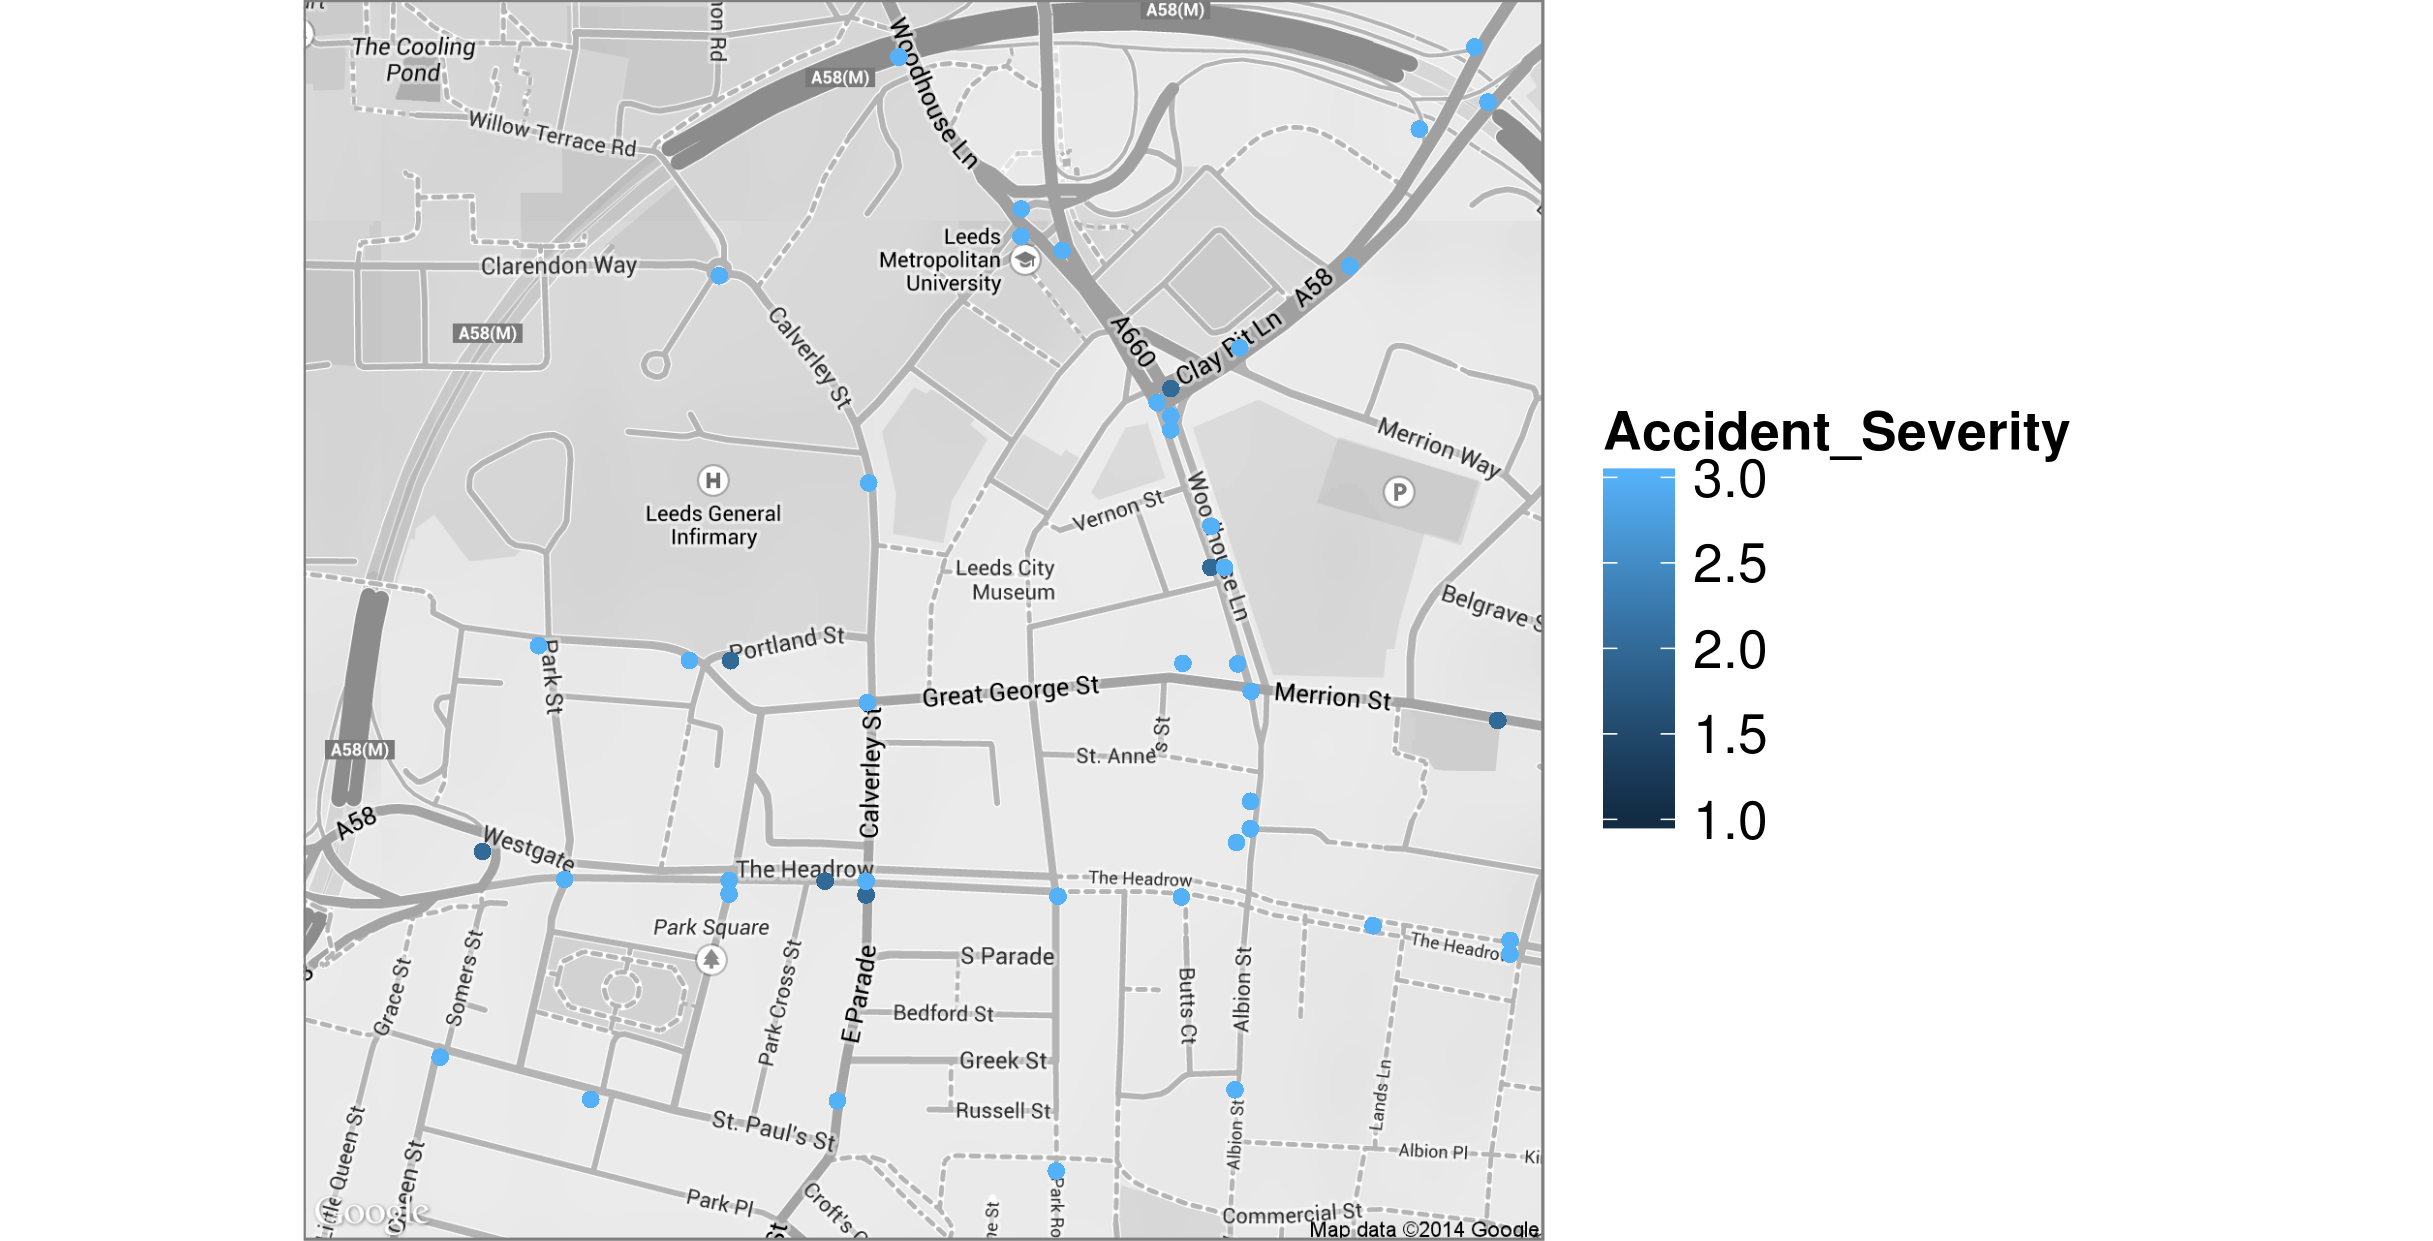 A58(M)
The Cooling
Pond
A58(M)
Woodhouse Ln
Willow Terrace Rd
Leeds
Metropolitan
University
Clarendon Way
A58(M)
Calverley St
A660
Clay Pit Ln
A58
Merrion Way
H
Leeds General
Infirmary
P
Vernon St
Woodhouse Ln
Leeds City
Museum
Belgrave S
Portland St
Park St
Great George St
Merrion St
A58(M)
Calverley St
St. Anne's St
A58
Westgate
The Headrow
The Headrow
The Headrow
Park Square
S Parade
Grace St
Somers St
Park Cross St
E Parade
Butts Ct
Albion St
Bedford St
Greek St
Russell St
Lands Ln
St. Paul's St
Albion St
Albion Pl
Little Queen St
Queen St
Park Pl
Croft's C
Park Ro
Commercial St
Google
Map data ©2014 Google
Accident_Severity
3.0
2.5
2.0
1.5
1.0